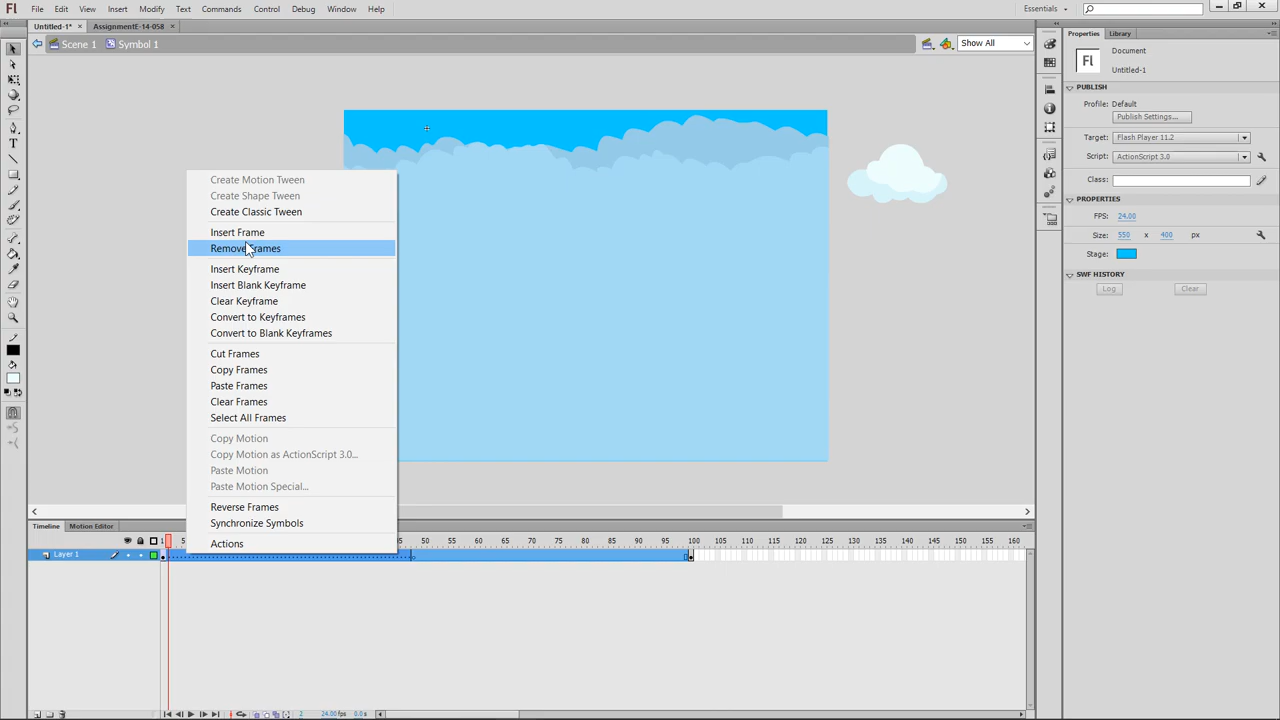 Fl File Edit View Insert Modify Text Commands Control Debug Window Help Essentials
Untitled-1* × AssignmentE-14-058 ×
Scene 1 Symbol 1 Show All
Properties Library
Fl Document
Untitled-1
PUBLISH
Profile: Default
Publish Settings...
Target: Flash Player 11.2
Script: ActionScript 3.0
Class:
PROPERTIES
FPS: 24.00
Size: 550 x 400 px
Stage:
SWF HISTORY
Log Clear
Create Motion Tween
Create Shape Tween
Create Classic Tween
Insert Frame
Remove Frames
Insert Keyframe
Insert Blank Keyframe
Clear Keyframe
Convert to Keyframes
Convert to Blank Keyframes
Cut Frames
Copy Frames
Paste Frames
Clear Frames
Select All Frames
Copy Motion
Copy Motion as ActionScript 3.0...
Paste Motion
Paste Motion Special...
Reverse Frames
Synchronize Symbols
Actions
Timeline Motion Editor
1 5 50 55 60 65 70 75 80 85 90 95 100 105 110 115 120 125 130 135 140 145 150 155 160
Layer 1
2 24.00fps 0.0s